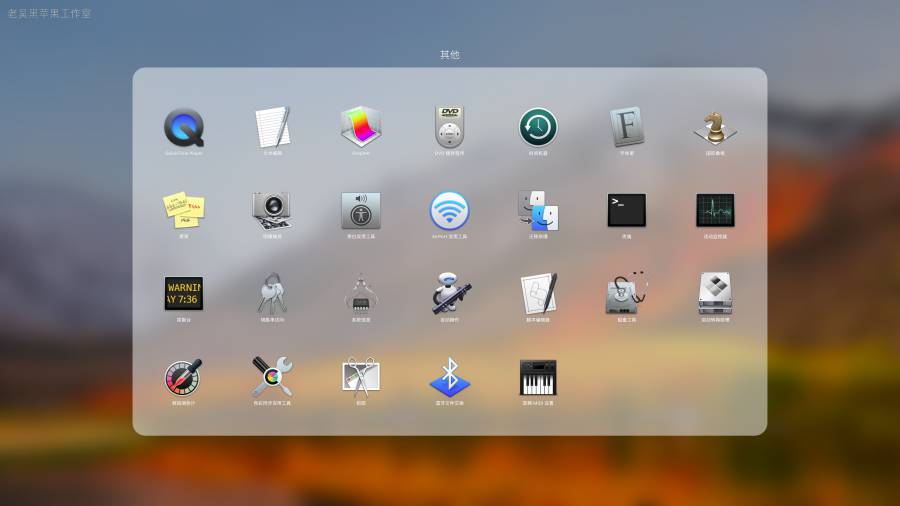 老吴黑苹果工作室
其他
QuickTime Player
文本编辑
Grapher
DVD
DVD 播放程序
时间机器
F
字体册
国际象棋
便笺
图像捕捉
旁白实用工具
AirPort 实用工具
迁移助理
>_
终端
活动监视器
WARNIN
AY 7:36
控制台
钥匙串访问
系统信息
自动操作
脚本编辑器
磁盘工具
启动转换助理
数码测色计
色彩同步实用工具
抓图
蓝牙文件交换
音频 MIDI 设置